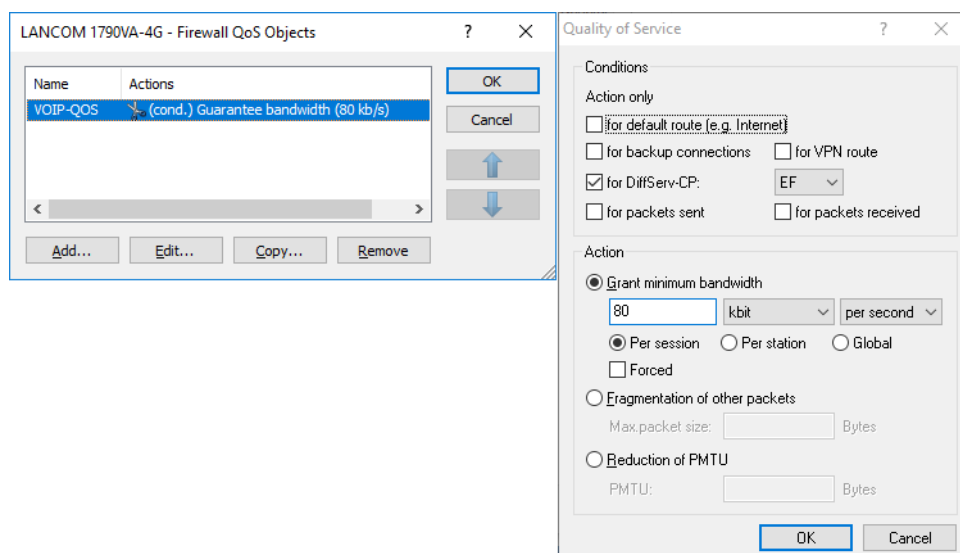 LANCOM 1790VA-4G - Firewall QoS Objects
Name Actions
VOIP-QOS (cond.) Guarantee bandwidth (80 kb/s)
OK
Cancel
Add... Edit... Copy... Remove
Quality of Service
Conditions
Action only
for default route (e.g. Internet)
for backup connections for VPN route
for DiffServ-CP: EF
for packets sent for packets received
Action
Grant minimum bandwidth
80 kbit per second
Per session Per station Global
Forced
Fragmentation of other packets
Max.packet size: Bytes
Reduction of PMTU
PMTU: Bytes
OK Cancel